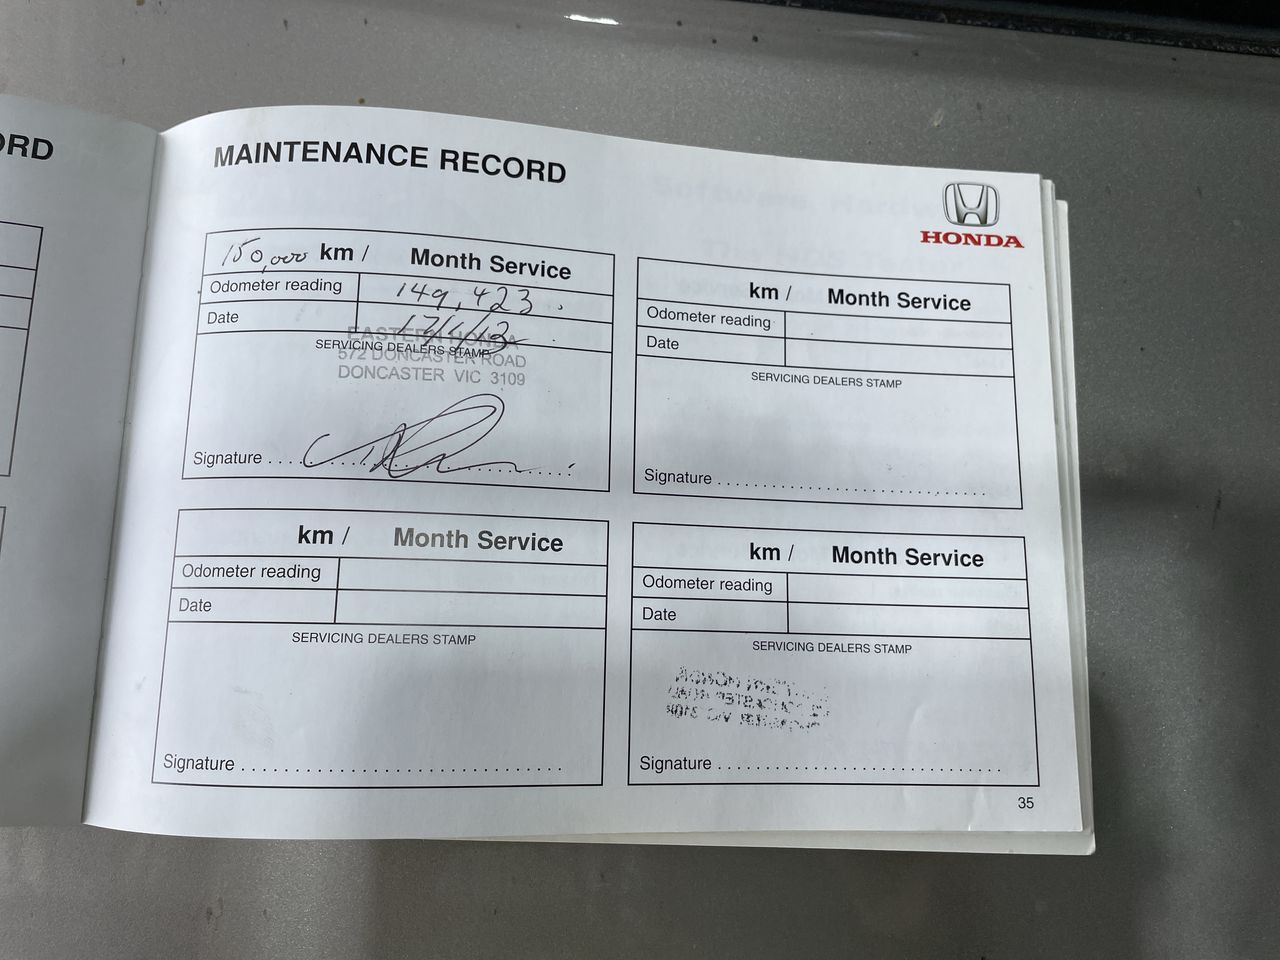 ORD
MAINTENANCE RECORD
HONDA
150,000 km / Month Service
Odometer reading 149,423
Date 17/1/13
EASTERN HONDA
SERVICING DEALERS STAMP
572 DONCASTER ROAD
DONCASTER VIC 3109
Signature
km / Month Service
Odometer reading
Date
SERVICING DEALERS STAMP
Signature
km / Month Service
Odometer reading
Date
SERVICING DEALERS STAMP
Signature
km / Month Service
Odometer reading
Date
SERVICING DEALERS STAMP
Signature
35